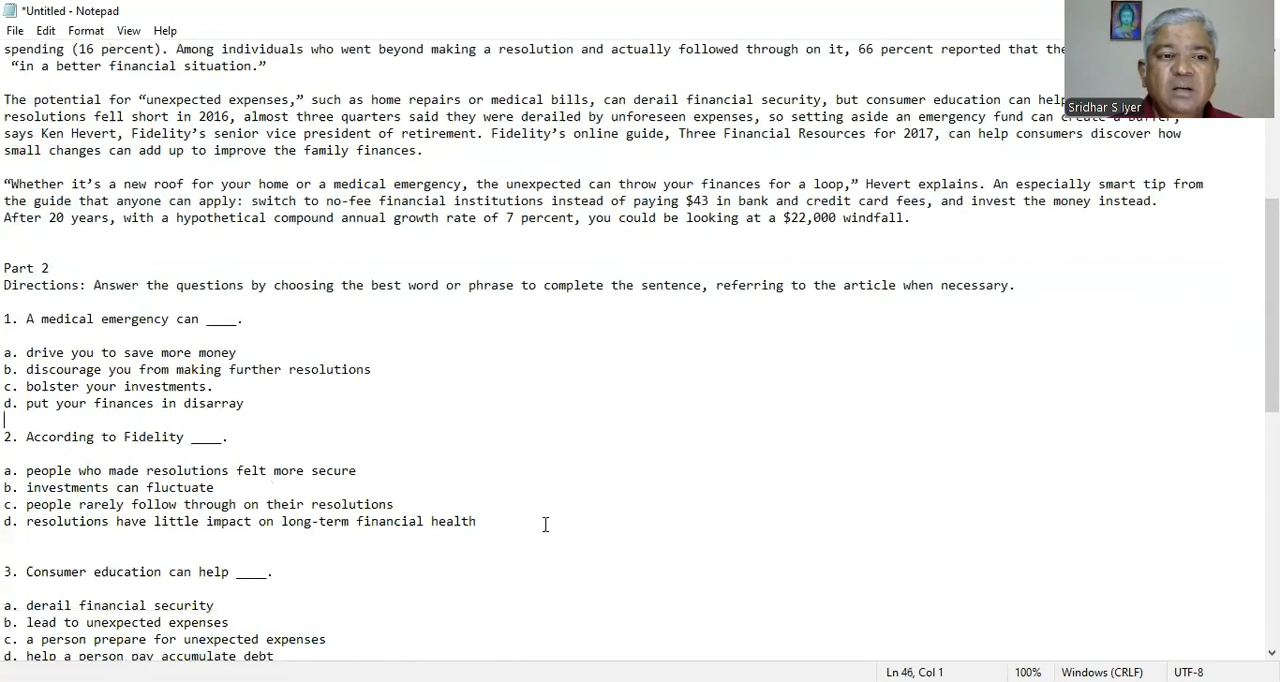 *Untitled - Notepad
File Edit Format View Help
spending (16 percent). Among individuals who went beyond making a resolution and actually followed through on it, 66 percent reported that
"in a better financial situation."
The potential for "unexpected expenses," such as home repairs or medical bills, can derail financial security, but consumer education can
resolutions fell short in 2016, almost three quarters said they were derailed by unforeseen expenses, so setting aside an emergency fund can create a buffer,
says Ken Hevert, Fidelity's senior vice president of retirement. Fidelity's online guide, Three Financial Resources for 2017, can help consumers discover how
small changes can add up to improve the family finances.
"Whether it's a new roof for your home or a medical emergency, the unexpected can throw your finances for a loop," Hevert explains. An especially smart tip from
the guide that anyone can apply: switch to no-fee financial institutions instead of paying $43 in bank and credit card fees, and invest the money instead.
After 20 years, with a hypothetical compound annual growth rate of 7 percent, you could be looking at a $22,000 windfall.
Sridhar S Iyer
Part 2
Directions: Answer the questions by choosing the best word or phrase to complete the sentence, referring to the article when necessary.
1. A medical emergency can ____.
a. drive you to save more money
b. discourage you from making further resolutions
c. bolster your investments.
d. put your finances in disarray
2. According to Fidelity ____.
a. people who made resolutions felt more secure
b. investments can fluctuate
c. people rarely follow through on their resolutions
d. resolutions have little impact on long-term financial health
3. Consumer education can help ____.
a. derail financial security
b. lead to unexpected expenses
c. a person prepare for unexpected expenses
d. help a person pay accumulate debt
Ln 46, Col 1 100% Windows (CRLF) UTF-8